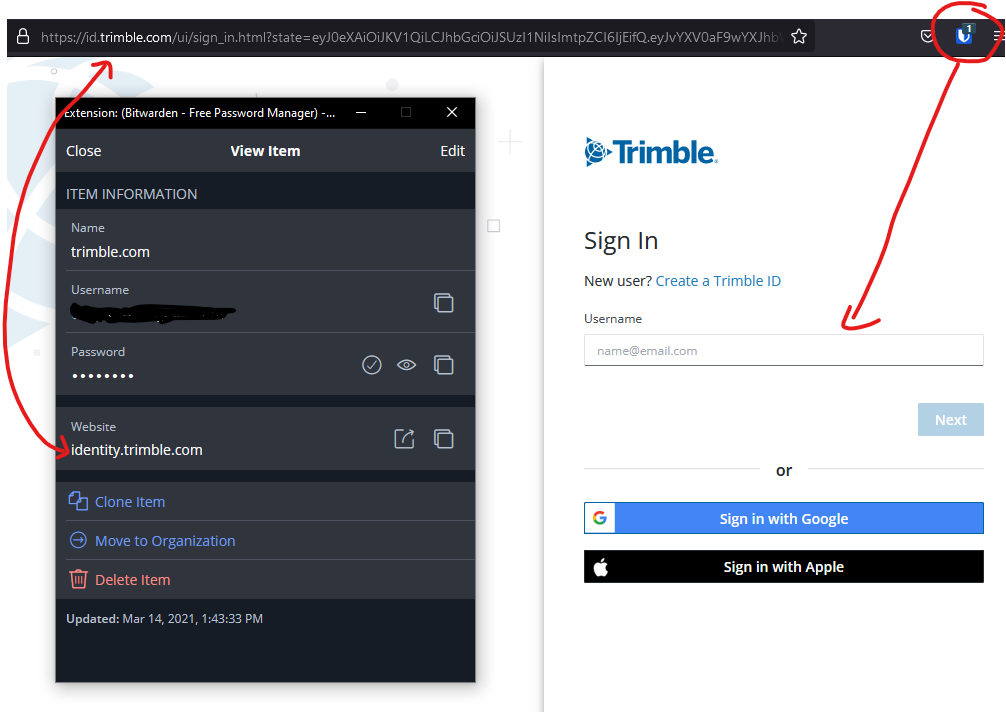 https://id.trimble.com/ui/sign_in.html?state=eyJ0eXAiOiJKV1QiLCJhbGciOiJSUzI1NiIsImtpZCI6IjEifQ.eyJvYXV0aF9wYXJhb
1
Extension: (Bitwarden - Free Password Manager) -...
Close View Item Edit
ITEM INFORMATION
Name
trimble.com
Username
Password
••••••••
Website
identity.trimble.com
Clone Item
Move to Organization
Delete Item
Updated: Mar 14, 2021, 1:43:33 PM
Trimble.
Sign In
New user? Create a Trimble ID
Username
name@email.com
Next
or
Sign in with Google
Sign in with Apple